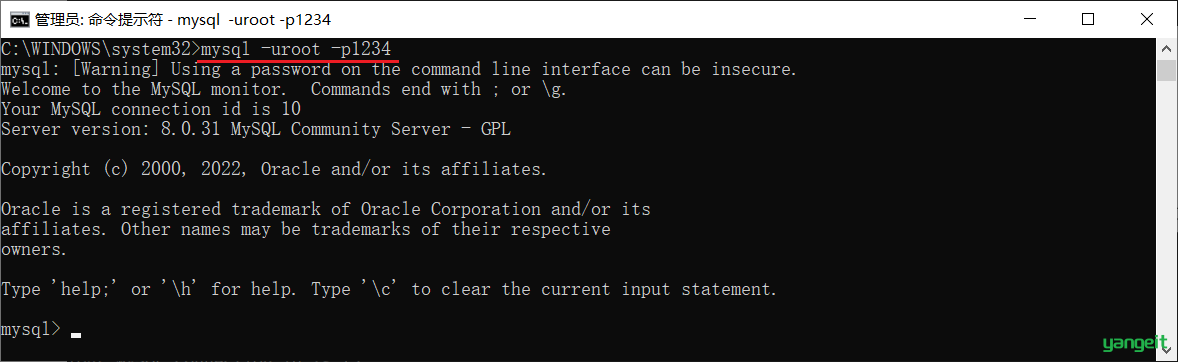 管理员: 命令提示符 - mysql  -uroot -p1234
C:\WINDOWS\system32>mysql -uroot -p1234
mysql: [Warning] Using a password on the command line interface can be insecure.
Welcome to the MySQL monitor.  Commands end with ; or \g.
Your MySQL connection id is 10
Server version: 8.0.31 MySQL Community Server - GPL
Copyright (c) 2000, 2022, Oracle and/or its affiliates.
Oracle is a registered trademark of Oracle Corporation and/or its
affiliates. Other names may be trademarks of their respective
owners.
Type 'help;' or '\h' for help. Type '\c' to clear the current input statement.
mysql>
yangeit